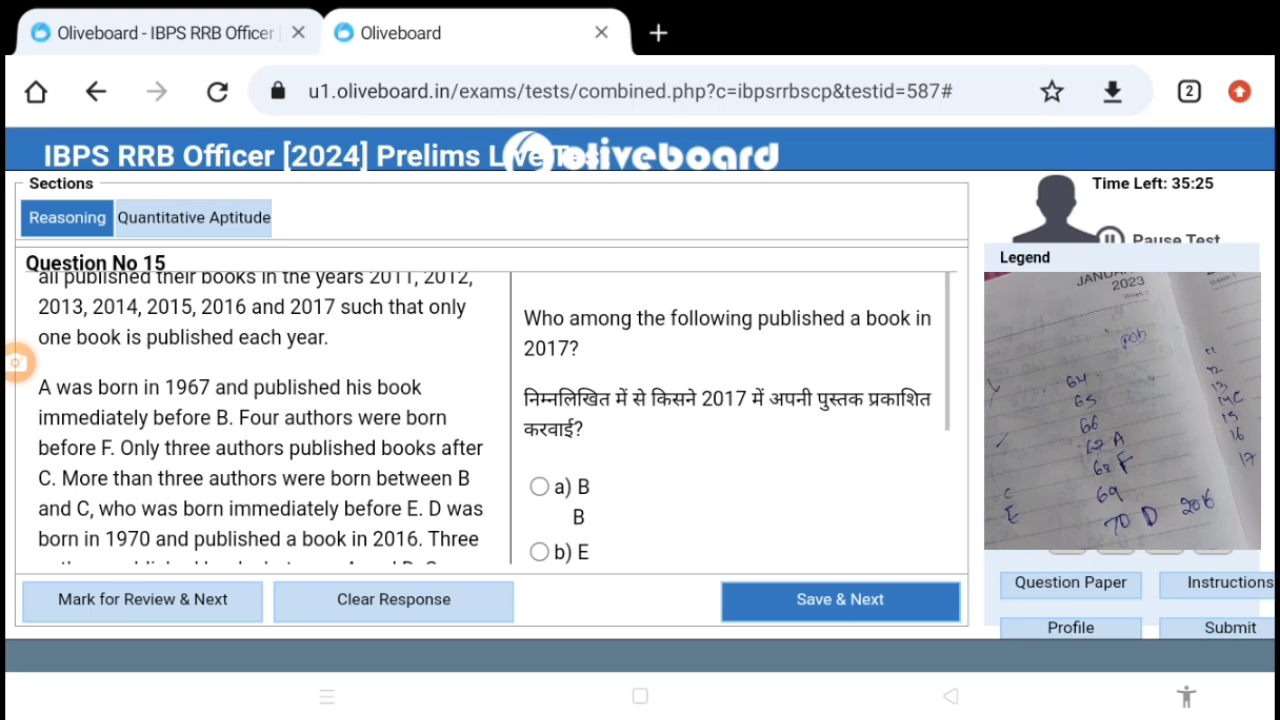 Oliveboard - IBPS RRB Officer
Oliveboard
u1.oliveboard.in/exams/tests/combined.php?c=ibpsrrbscp&testid=587#
2
IBPS RRB Officer [2024] Prelims Live Test
oliveboard
Sections
Reasoning
Quantitative Aptitude
Time Left: 35:25
Pause Test
Question No 15
all published their books in the years 2011, 2012,
2013, 2014, 2015, 2016 and 2017 such that only
one book is published each year.
A was born in 1967 and published his book
immediately before B. Four authors were born
before F. Only three authors published books after
C. More than three authors were born between B
and C, who was born immediately before E. D was
born in 1970 and published a book in 2016. Three
Who among the following published a book in
2017?
निम्नलिखित में से किसने 2017 में अपनी पुस्तक प्रकाशित
करवाई?
a) B
B
b) E
Legend
2023
64
65
66
67 A
68 F
69
70 D 2016
C
E
11
12
13
14 C
15
16
17
Mark for Review & Next
Clear Response
Save & Next
Question Paper
Instructions
Profile
Submit